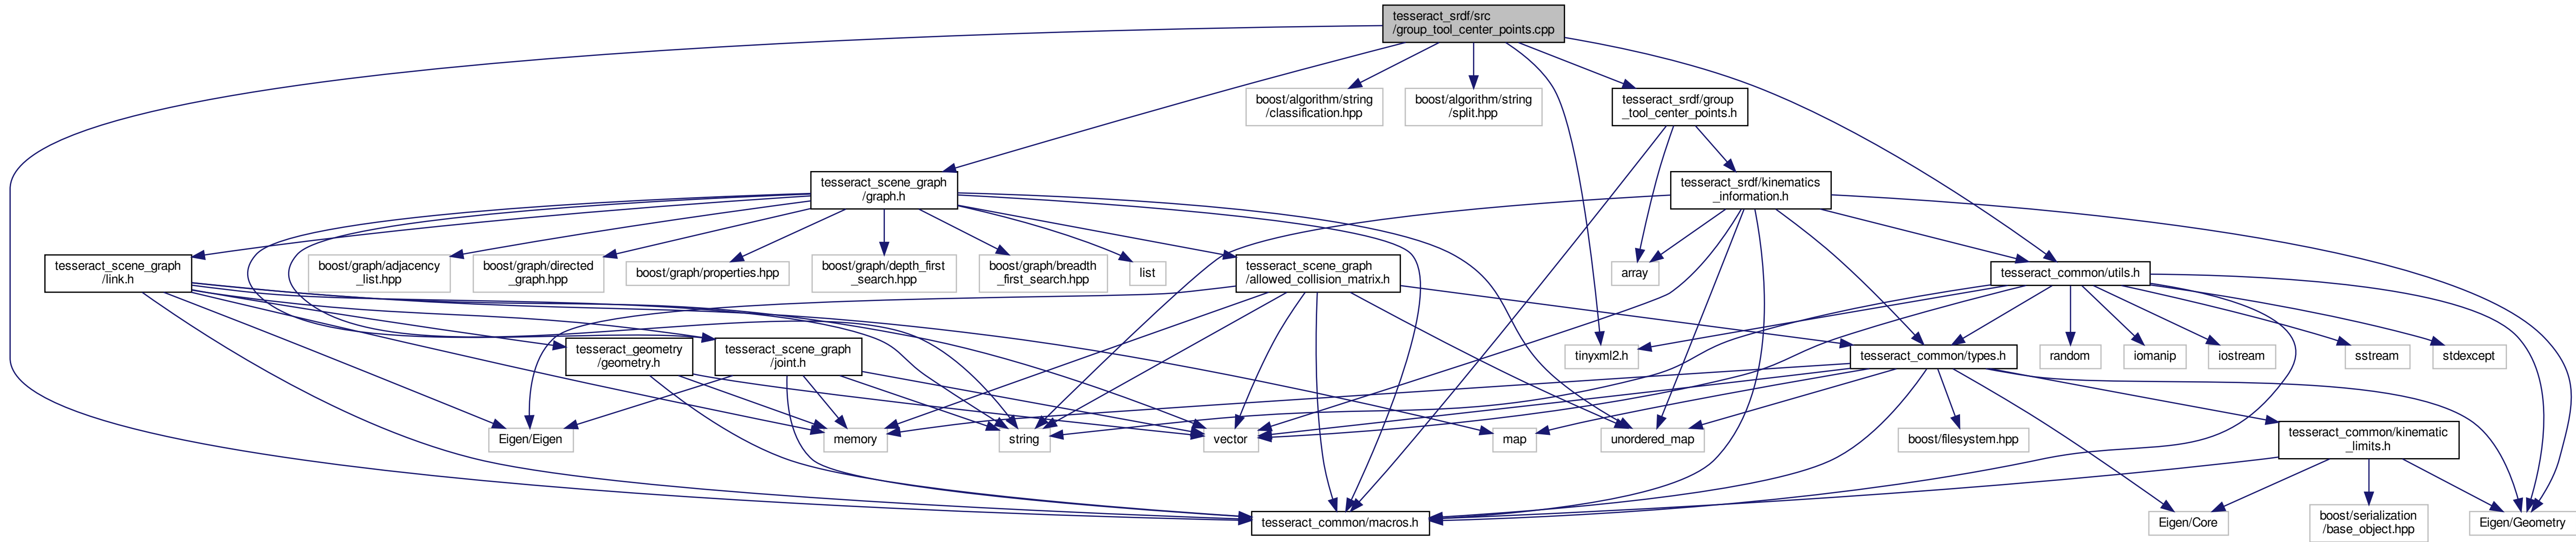 tesseract_srdf/src
/group_tool_center_points.cpp
boost/algorithm/string
/classification.hpp
boost/algorithm/string
/split.hpp
tesseract_srdf/group
_tool_center_points.h
tesseract_scene_graph
/graph.h
tesseract_srdf/kinematics
_information.h
tesseract_scene_graph
/link.h
boost/graph/adjacency
_list.hpp
boost/graph/directed
_graph.hpp
boost/graph/properties.hpp
boost/graph/depth_first
_search.hpp
boost/graph/breadth
_first_search.hpp
list
tesseract_scene_graph
/allowed_collision_matrix.h
array
tesseract_common/utils.h
tesseract_geometry
/geometry.h
tesseract_scene_graph
/joint.h
tinyxml2.h
tesseract_common/types.h
random
iomanip
iostream
sstream
stdexcept
Eigen/Eigen
memory
string
vector
map
unordered_map
boost/filesystem.hpp
tesseract_common/kinematic
_limits.h
tesseract_common/macros.h
Eigen/Core
boost/serialization
/base_object.hpp
Eigen/Geometry